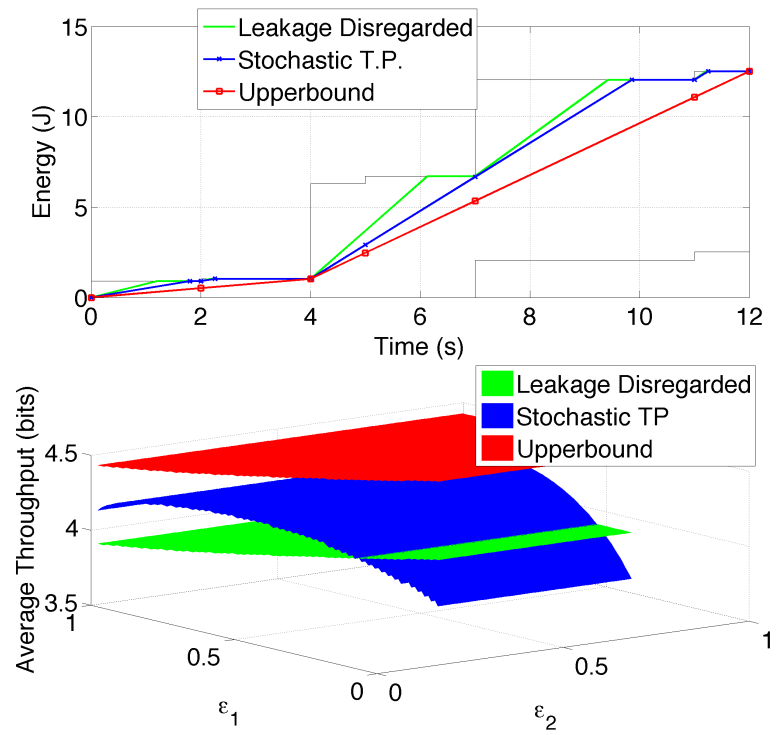 Leakage Disregarded
Stochastic T.P.
Upperbound
15
10
5
0
Energy (J)
0 2 4 6 8 10 12
Time (s)
Leakage Disregarded
Stochastic TP
Upperbound
4.5
4
3.5
Average Throughput (bits)
1
0.5
0
ε1
0
0.5
1
ε2